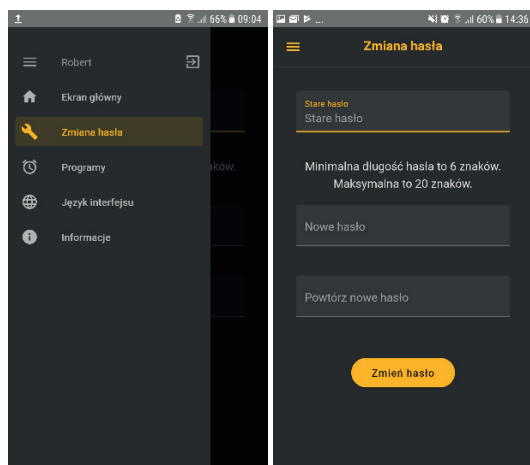 66% 09:04
Robert
Ekran główny
Zmiana hasła
Programy
Język interfejsu
Informacje
aków.
... 60% 14:36
Zmiana hasła
Stare hasło
Stare hasło
Minimalna długość hasła to 6 znaków.
Maksymalna to 20 znaków.
Nowe hasło
Powtórz nowe hasło
Zmień hasło